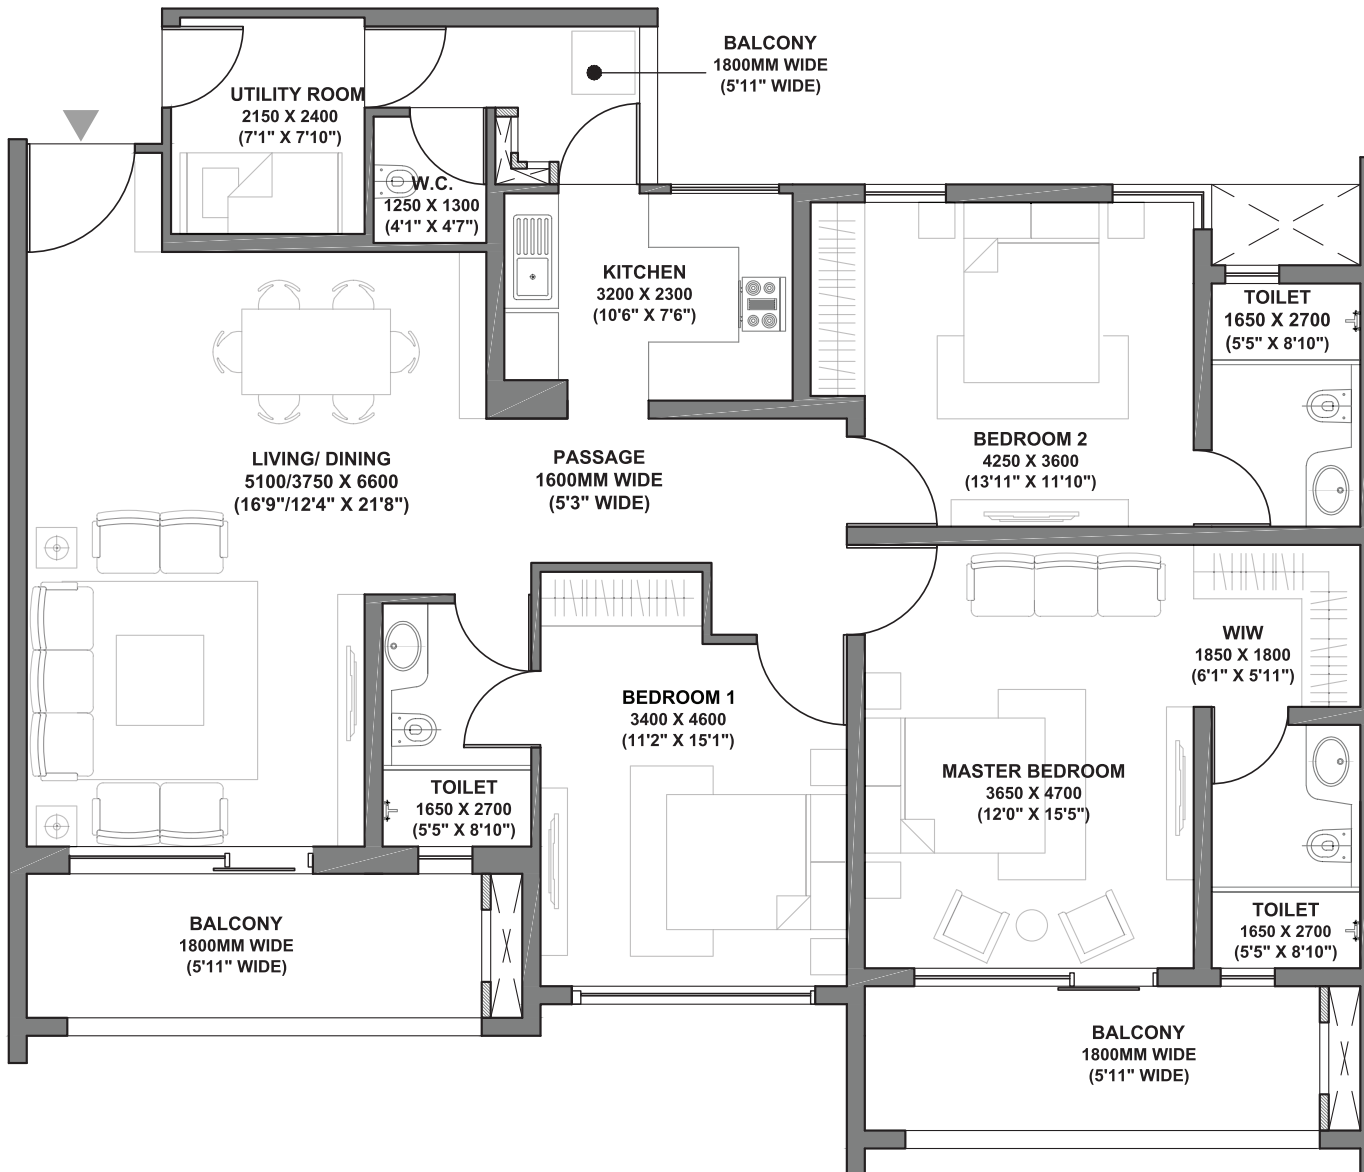 BALCONY
1800MM WIDE
(5'11" WIDE)
UTILITY ROOM
2150 X 2400
(7'1" X 7'10")
W.C.
1250 X 1300
(4'1" X 4'7")
KITCHEN
3200 X 2300
(10'6" X 7'6")
TOILET
1650 X 2700
(5'5" X 8'10")
LIVING/ DINING
5100/3750 X 6600
(16'9"/12'4" X 21'8")
PASSAGE
1600MM WIDE
(5'3" WIDE)
BEDROOM 2
4250 X 3600
(13'11" X 11'10")
WIW
1850 X 1800
(6'1" X 5'11")
BEDROOM 1
3400 X 4600
(11'2" X 15'1")
MASTER BEDROOM
3650 X 4700
(12'0" X 15'5")
TOILET
1650 X 2700
(5'5" X 8'10")
BALCONY
1800MM WIDE
(5'11" WIDE)
TOILET
1650 X 2700
(5'5" X 8'10")
BALCONY
1800MM WIDE
(5'11" WIDE)